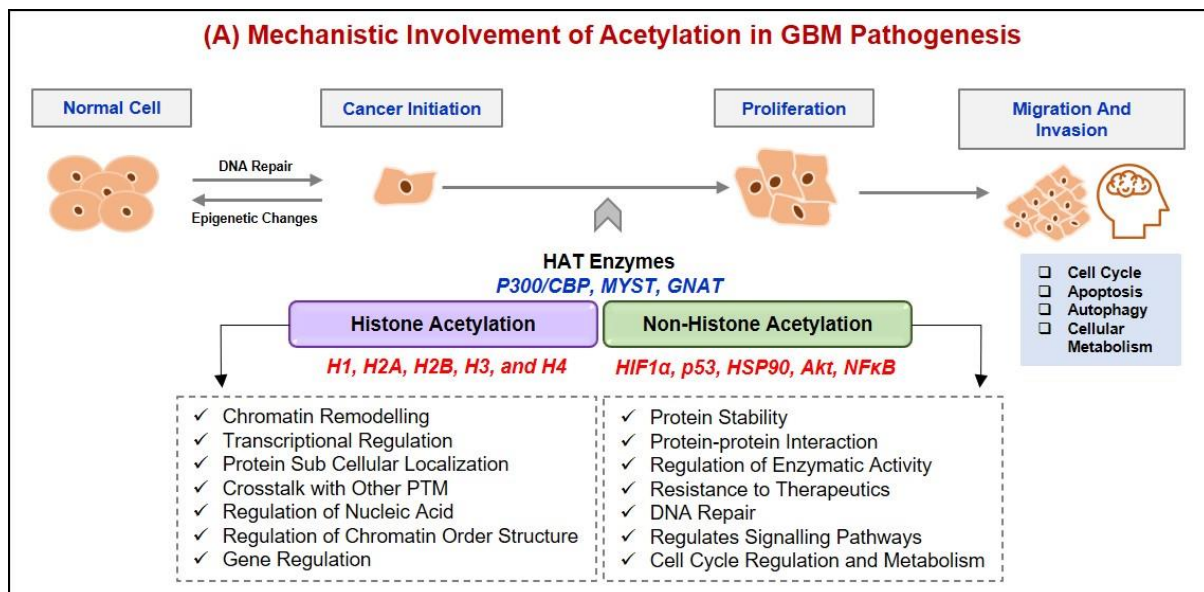 (A) Mechanistic Involvement of Acetylation in GBM Pathogenesis
Normal Cell
Cancer Initiation
Proliferation
Migration And
Invasion
DNA Repair
Epigenetic Changes
HAT Enzymes
P300/CBP, MYST, GNAT
Cell Cycle
Apoptosis
Autophagy
Cellular
Metabolism
Histone Acetylation
Non-Histone Acetylation
H1, H2A, H2B, H3, and H4
HIF1α, p53, HSP90, Akt, NFκB
Chromatin Remodelling
Transcriptional Regulation
Protein Sub Cellular Localization
Crosstalk with Other PTM
Regulation of Nucleic Acid
Regulation of Chromatin Order Structure
Gene Regulation
Protein Stability
Protein-protein Interaction
Regulation of Enzymatic Activity
Resistance to Therapeutics
DNA Repair
Regulates Signalling Pathways
Cell Cycle Regulation and Metabolism